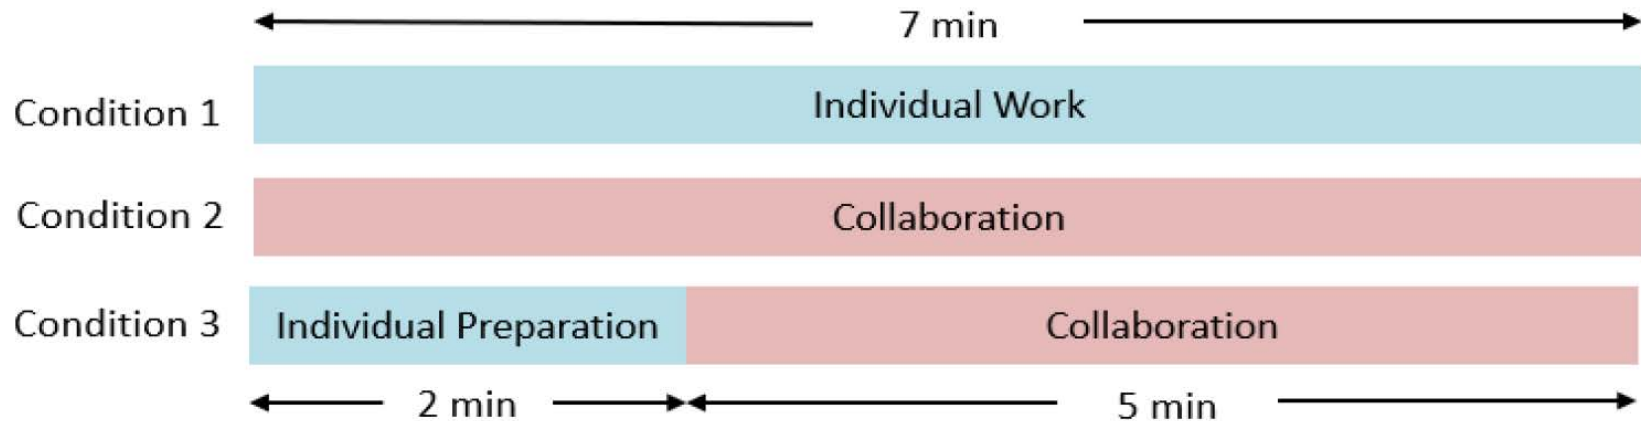 7 min
Condition 1
Individual Work
Condition 2
Collaboration
Condition 3
Individual Preparation
Collaboration
2 min
5 min